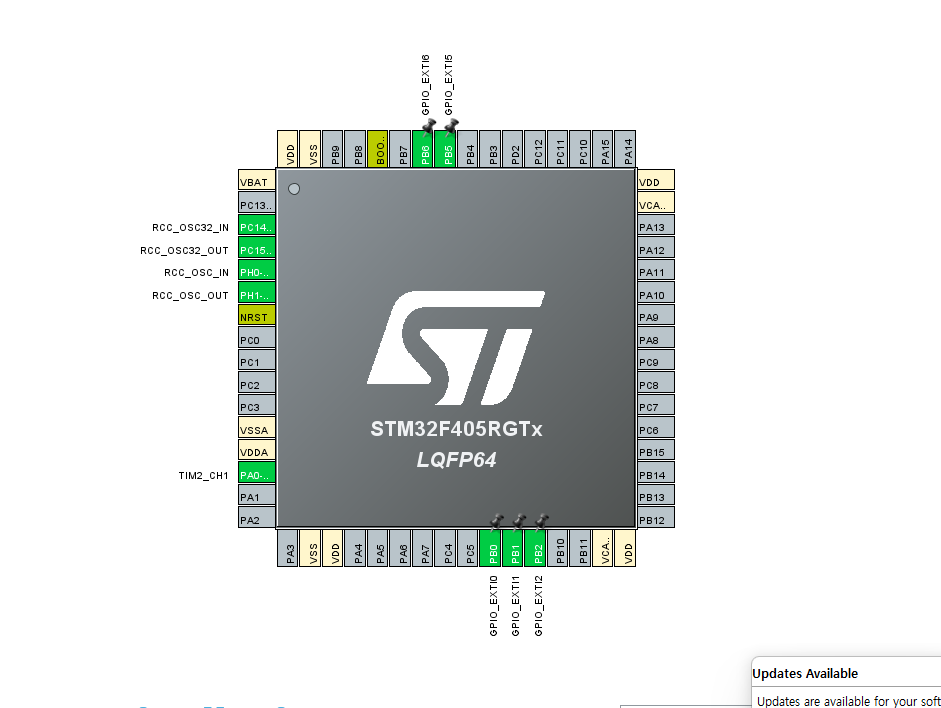 GPIO_EXTI6
GPIO_EXTI5
VDD
VSS
PB9
PB8
BOO..
PB7
PB6
PB5
PB4
PB3
PD2
PC12
PC11
PC10
PA15
PA14
VBAT
PC13..
RCC_OSC32_IN PC14..
RCC_OSC32_OUT PC15..
RCC_OSC_IN PH0-..
RCC_OSC_OUT PH1-..
NRST
PC0
PC1
PC2
PC3
VSSA
VDDA
TIM2_CH1 PA0-..
PA1
PA2
VDD
VCA..
PA13
PA12
PA11
PA10
PA9
PA8
PC9
PC8
PC7
PC6
PB15
PB14
PB13
PB12
ST
STM32F405RGTx
LQFP64
PA3
VSS
VDD
PA4
PA5
PA6
PA7
PC4
PC5
PB0
PB1
PB2
PB10
PB11
VCA..
VDD
GPIO_EXTI0
GPIO_EXTI1
GPIO_EXTI2
Updates Available
Updates are available for your soft